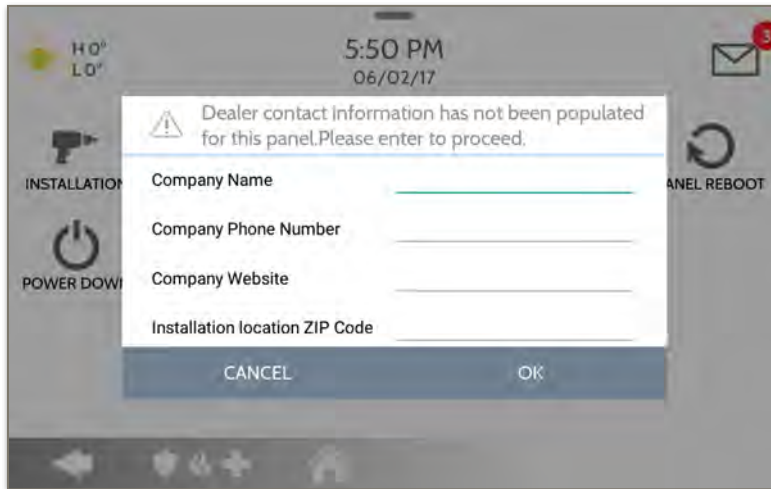 H 0°
L 0°
5:50 PM
06/02/17
3
Dealer contact information has not been populated
for this panel.Please enter to proceed.
INSTALLATION
ANEL REBOOT
Company Name
Company Phone Number
POWER DOW
Company Website
Installation location ZIP Code
CANCEL
OK